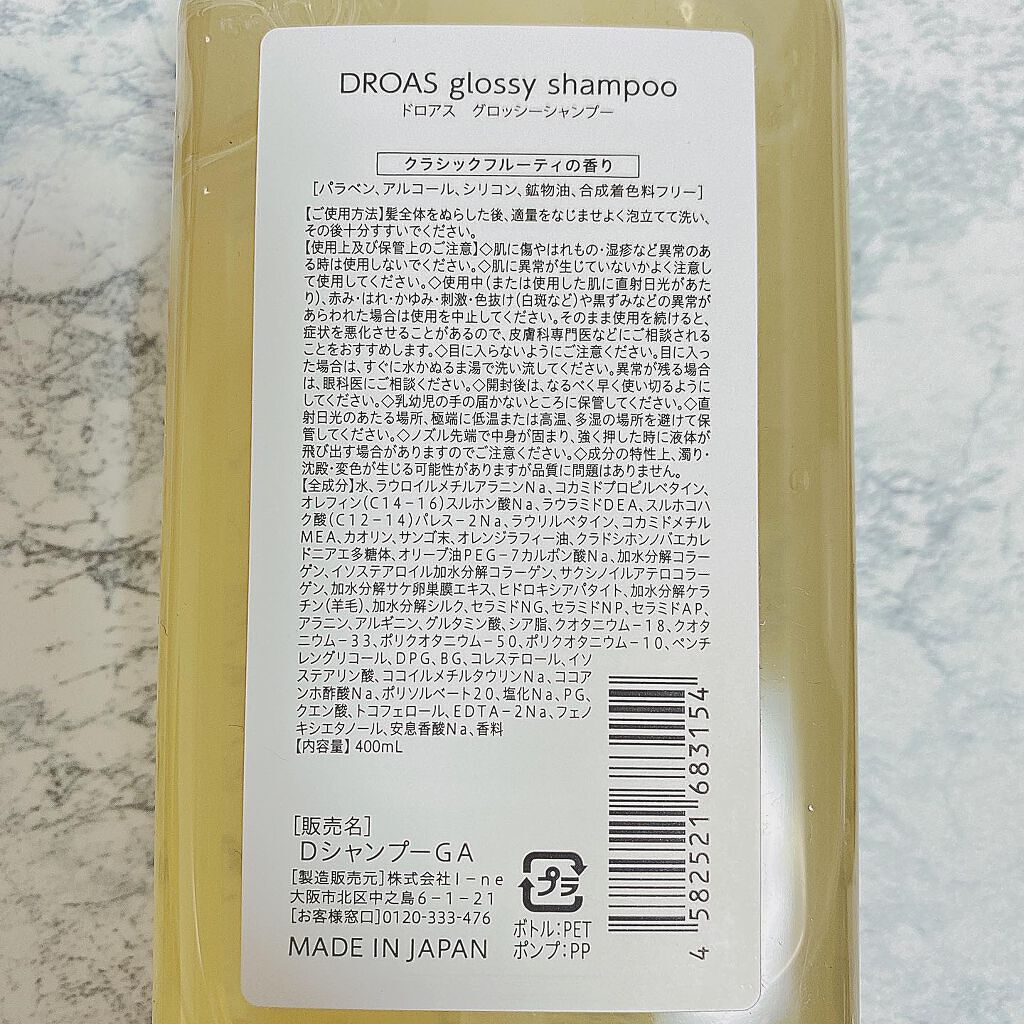 DROAS glossy shampoo
ドロアス　グロッシーシャンプー
クラシックフルーティの香り
[パラベン、アルコール、シリコン、鉱物油、合成着色料フリー]
【ご使用方法】髪全体をぬらした後、適量をなじませよく泡立てて洗い、
その後十分すすいでください。
【使用上及び保管上のご注意】◇肌に傷やはれもの・湿疹など異常のあ
る時は使用しないでください。◇肌に異常が生じていないかよく注意し
て使用してください。◇使用中(または使用した肌に直射日光があた
り)、赤み・はれ・かゆみ・刺激・色抜け(白斑など)や黒ずみなどの異常が
あらわれた場合は使用を中止してください。そのまま使用を続けると、
症状を悪化させることがあるので、皮膚科専門医などにご相談される
ことをおすすめします。◇目に入らないようにご注意ください。目に入っ
た場合は、すぐに水かぬるま湯で洗い流してください。異常が残る場合
は、眼科医にご相談ください。◇開封後は、なるべく早く使い切るように
してください。◇乳幼児の手の届かないところに保管してください。◇直
射日光のあたる場所、極端に低温または高温、多湿の場所を避けて保
管してください。◇ノズル先端で中身が固まり、強く押した時に液体が
飛び出す場合がありますのでご注意ください。◇成分の特性上、濁り・
沈殿・変色が生じる可能性がありますが品質に問題はありません。
【全成分】水、ラウロイルメチルアラニンNa、コカミドプロピルベタイン、
オレフィン(C14－16)スルホン酸Na、ラウラミドDEA、スルホコハ
ク酸(C12－14)パレス－2Na、ラウリルベタイン、コカミドメチル
MEA、カオリン、サンゴ末、オレンジラフィー油、クラドシホンノバエカレ
ドニアエ多糖体、オリーブ油PEG－7カルボン酸Na、加水分解コラー
ゲン、イソステアロイル加水分解コラーゲン、サクシノイルアテロコラー
ゲン、加水分解サケ卵巣膜エキス、ヒドロキシアパタイト、加水分解ケラ
チン(羊毛)、加水分解シルク、セラミドNG、セラミドNP、セラミドAP、
アラニン、アルギニン、グルタミン酸、シア脂、クオタニウム－18、クオタ
ニウム－33、ポリクオタニウム－50、ポリクオタニウム－10、ペンチ
レングリコール、DPG、BG、コレステロール、イソ
ステアリン酸、ココイルメチルタウリンNa、ココア
ンホ酢酸Na、ポリソルベート20、塩化Na、PG、
クエン酸、トコフェロール、EDTA－2Na、フェノ
キシエタノール、安息香酸Na、香料
【内容量】400mL
[販売名]
DシャンプーGA
[製造販売元]株式会社I－ne
大阪市北区中之島6－1－21
[お客様窓口]0120-333-476
MADE IN JAPAN
プラ
ボトル:PET
ポンプ:PP
4 582521 683154